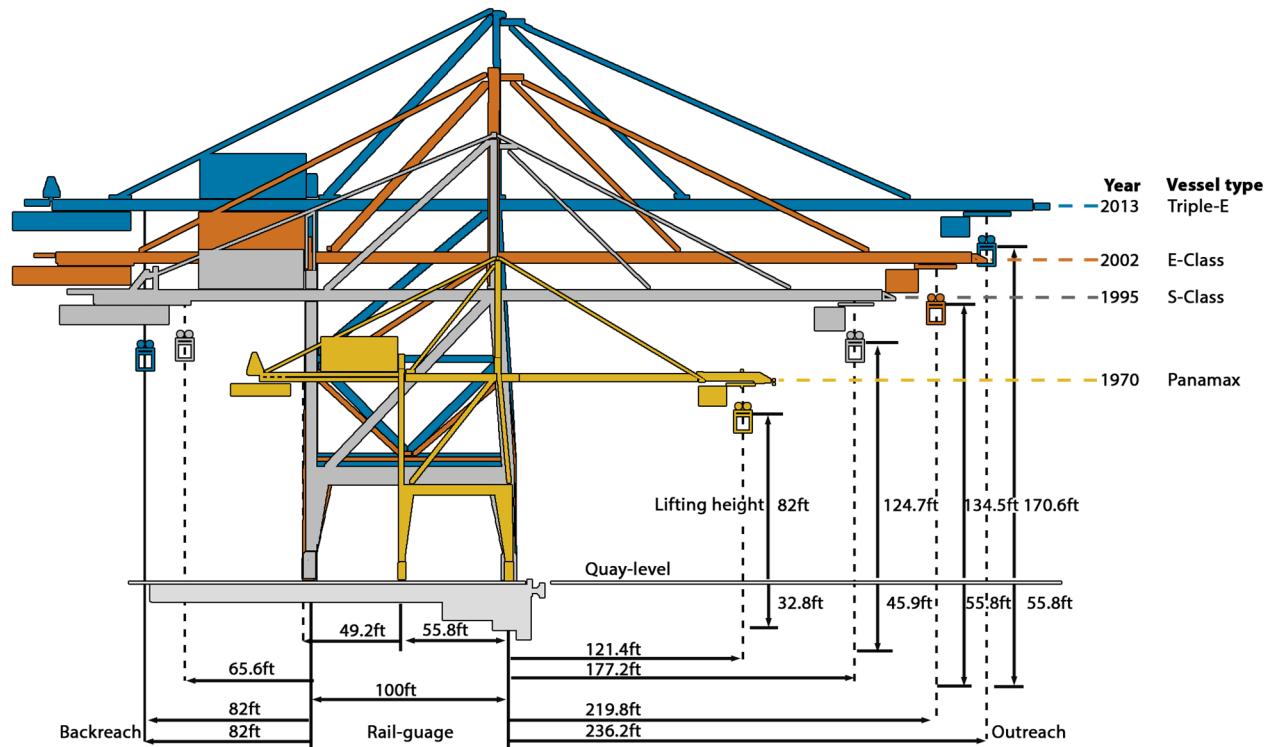 Year Vessel type
2013 Triple-E
2002 E-Class
1995 S-Class
1970 Panamax
Lifting height 82ft 124.7ft 134.5ft 170.6ft
Quay-level
32.8ft 45.9ft 55.8ft 55.8ft
49.2ft 55.8ft
121.4ft
65.6ft 177.2ft
100ft
82ft 219.8ft
Backreach 82ft Rail-guage 236.2ft Outreach